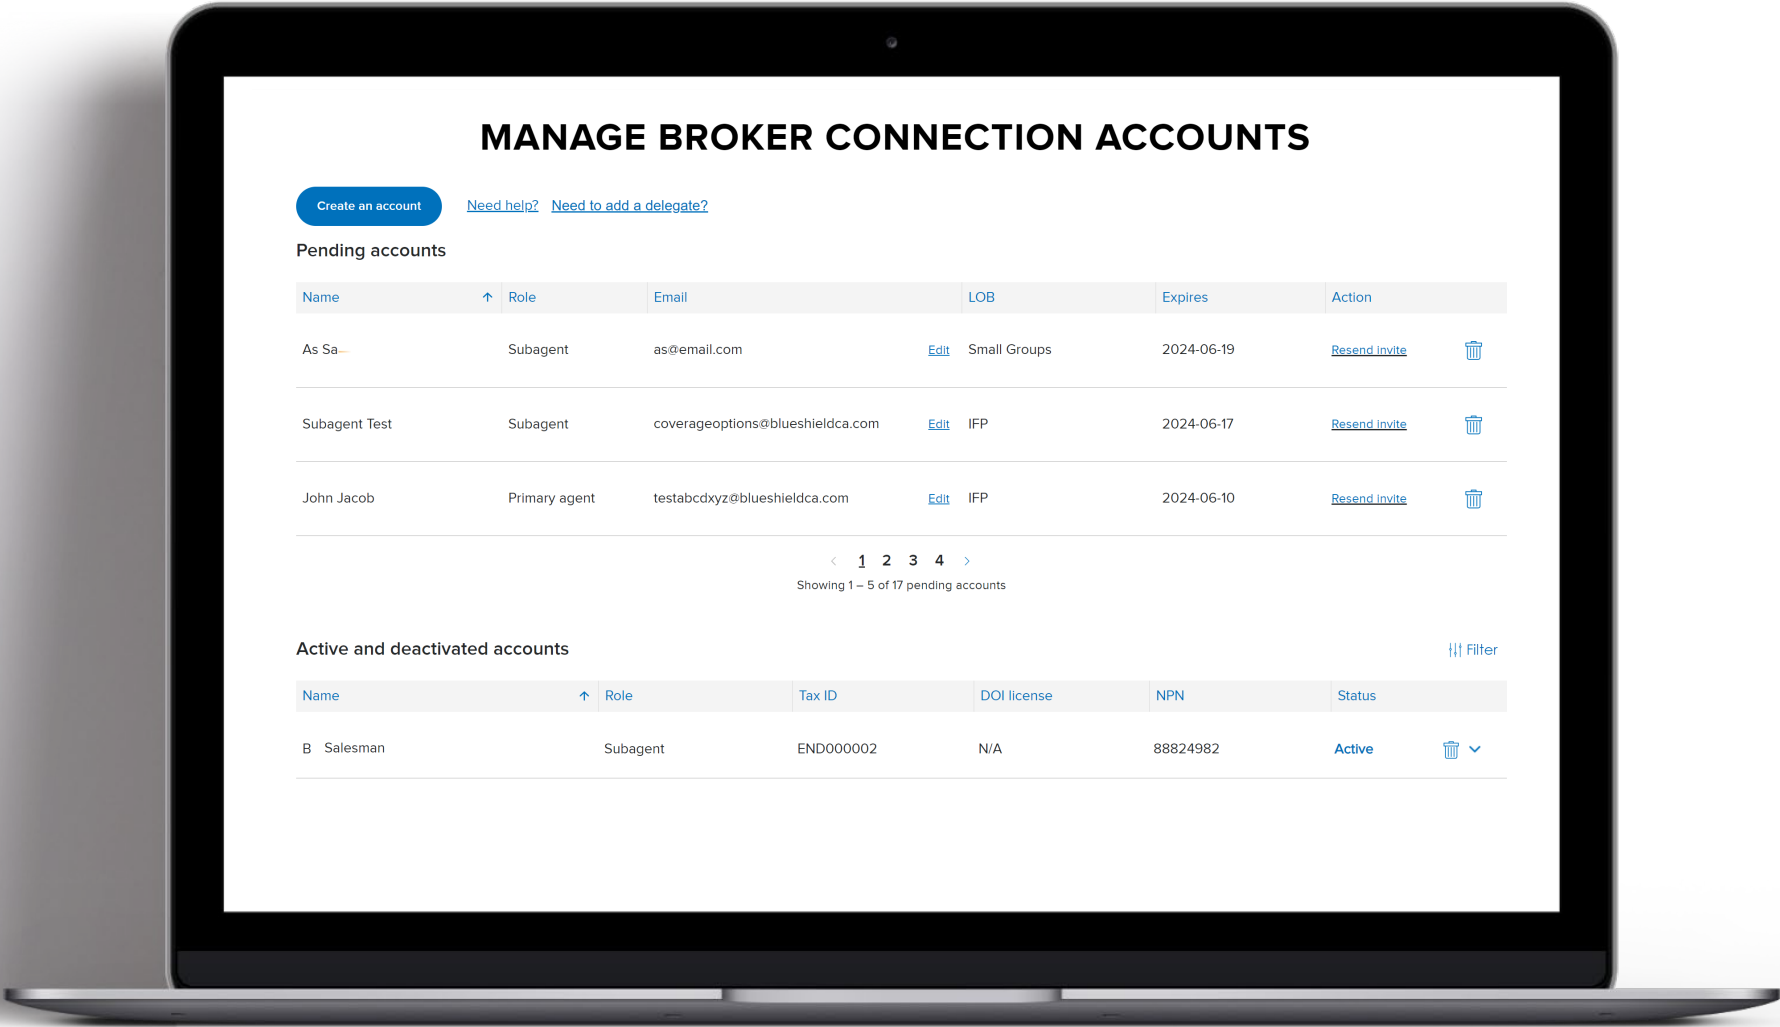 MANAGE BROKER CONNECTION ACCOUNTS
Create an account Need help? Need to add a delegate?
Pending accounts
Name Role Email LOB Expires Action
As Sa Subagent as@email.com Edit Small Groups 2024-06-19 Resend invite
Subagent Test Subagent coverageoptions@blueshieldca.com Edit IFP 2024-06-17 Resend invite
John Jacob Primary agent testabcdxyz@blueshieldca.com Edit IFP 2024-06-10 Resend invite
1 2 3 4
Showing 1 – 5 of 17 pending accounts
Active and deactivated accounts Filter
Name Role Tax ID DOI license NPN Status
B Salesman Subagent END000002 N/A 88824982 Active